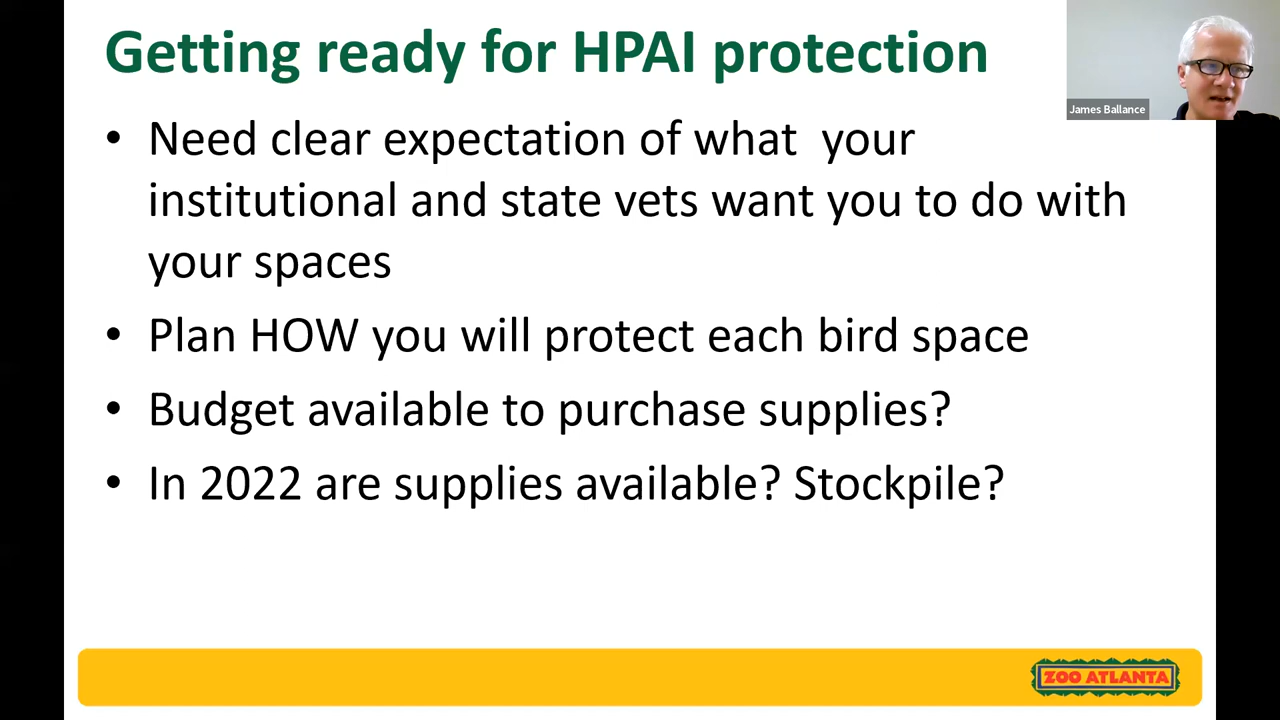 Getting ready for HPAI protection
James Ballance
• Need clear expectation of what  your
institutional and state vets want you to do with
your spaces
• Plan HOW you will protect each bird space
• Budget available to purchase supplies?
• In 2022 are supplies available? Stockpile?
ZOO ATLANTA